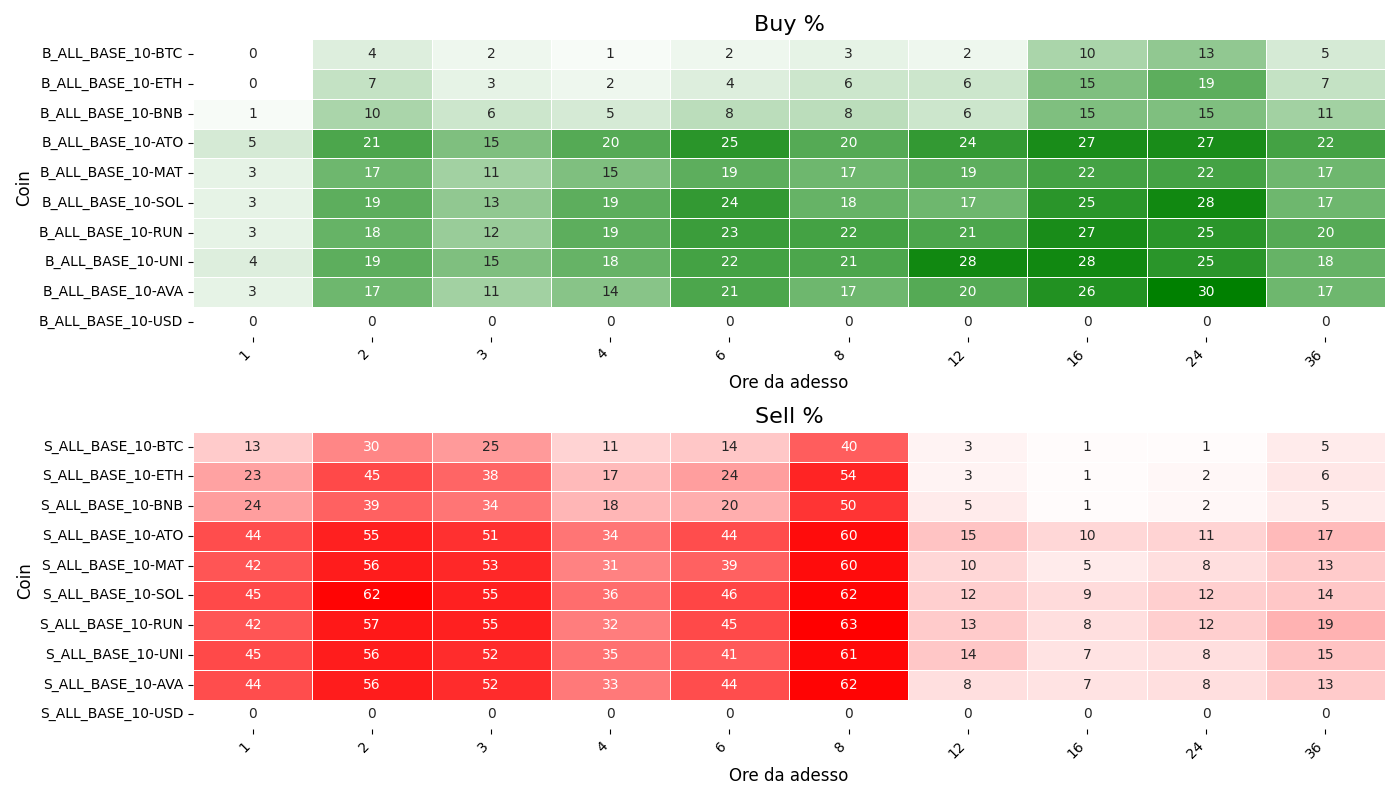 Buy %
Coin
B_ALL_BASE_10-BTC 0 4 2 1 2 3 2 10 13 5
B_ALL_BASE_10-ETH 0 7 3 2 4 6 6 15 19 7
B_ALL_BASE_10-BNB 1 10 6 5 8 8 6 15 15 11
B_ALL_BASE_10-ATO 5 21 15 20 25 20 24 27 27 22
B_ALL_BASE_10-MAT 3 17 11 15 19 17 19 22 22 17
B_ALL_BASE_10-SOL 3 19 13 19 24 18 17 25 28 17
B_ALL_BASE_10-RUN 3 18 12 19 23 22 21 27 25 20
B_ALL_BASE_10-UNI 4 19 15 18 22 21 28 28 25 18
B_ALL_BASE_10-AVA 3 17 11 14 21 17 20 26 30 17
B_ALL_BASE_10-USD 0 0 0 0 0 0 0 0 0 0
1 2 3 4 6 8 12 16 24 36
Ore da adesso
Sell %
Coin
S_ALL_BASE_10-BTC 13 30 25 11 14 40 3 1 1 5
S_ALL_BASE_10-ETH 23 45 38 17 24 54 3 1 2 6
S_ALL_BASE_10-BNB 24 39 34 18 20 50 5 1 2 5
S_ALL_BASE_10-ATO 44 55 51 34 44 60 15 10 11 17
S_ALL_BASE_10-MAT 42 56 53 31 39 60 10 5 8 13
S_ALL_BASE_10-SOL 45 62 55 36 46 62 12 9 12 14
S_ALL_BASE_10-RUN 42 57 55 32 45 63 13 8 12 19
S_ALL_BASE_10-UNI 45 56 52 35 41 61 14 7 8 15
S_ALL_BASE_10-AVA 44 56 52 33 44 62 8 7 8 13
S_ALL_BASE_10-USD 0 0 0 0 0 0 0 0 0 0
1 2 3 4 6 8 12 16 24 36
Ore da adesso